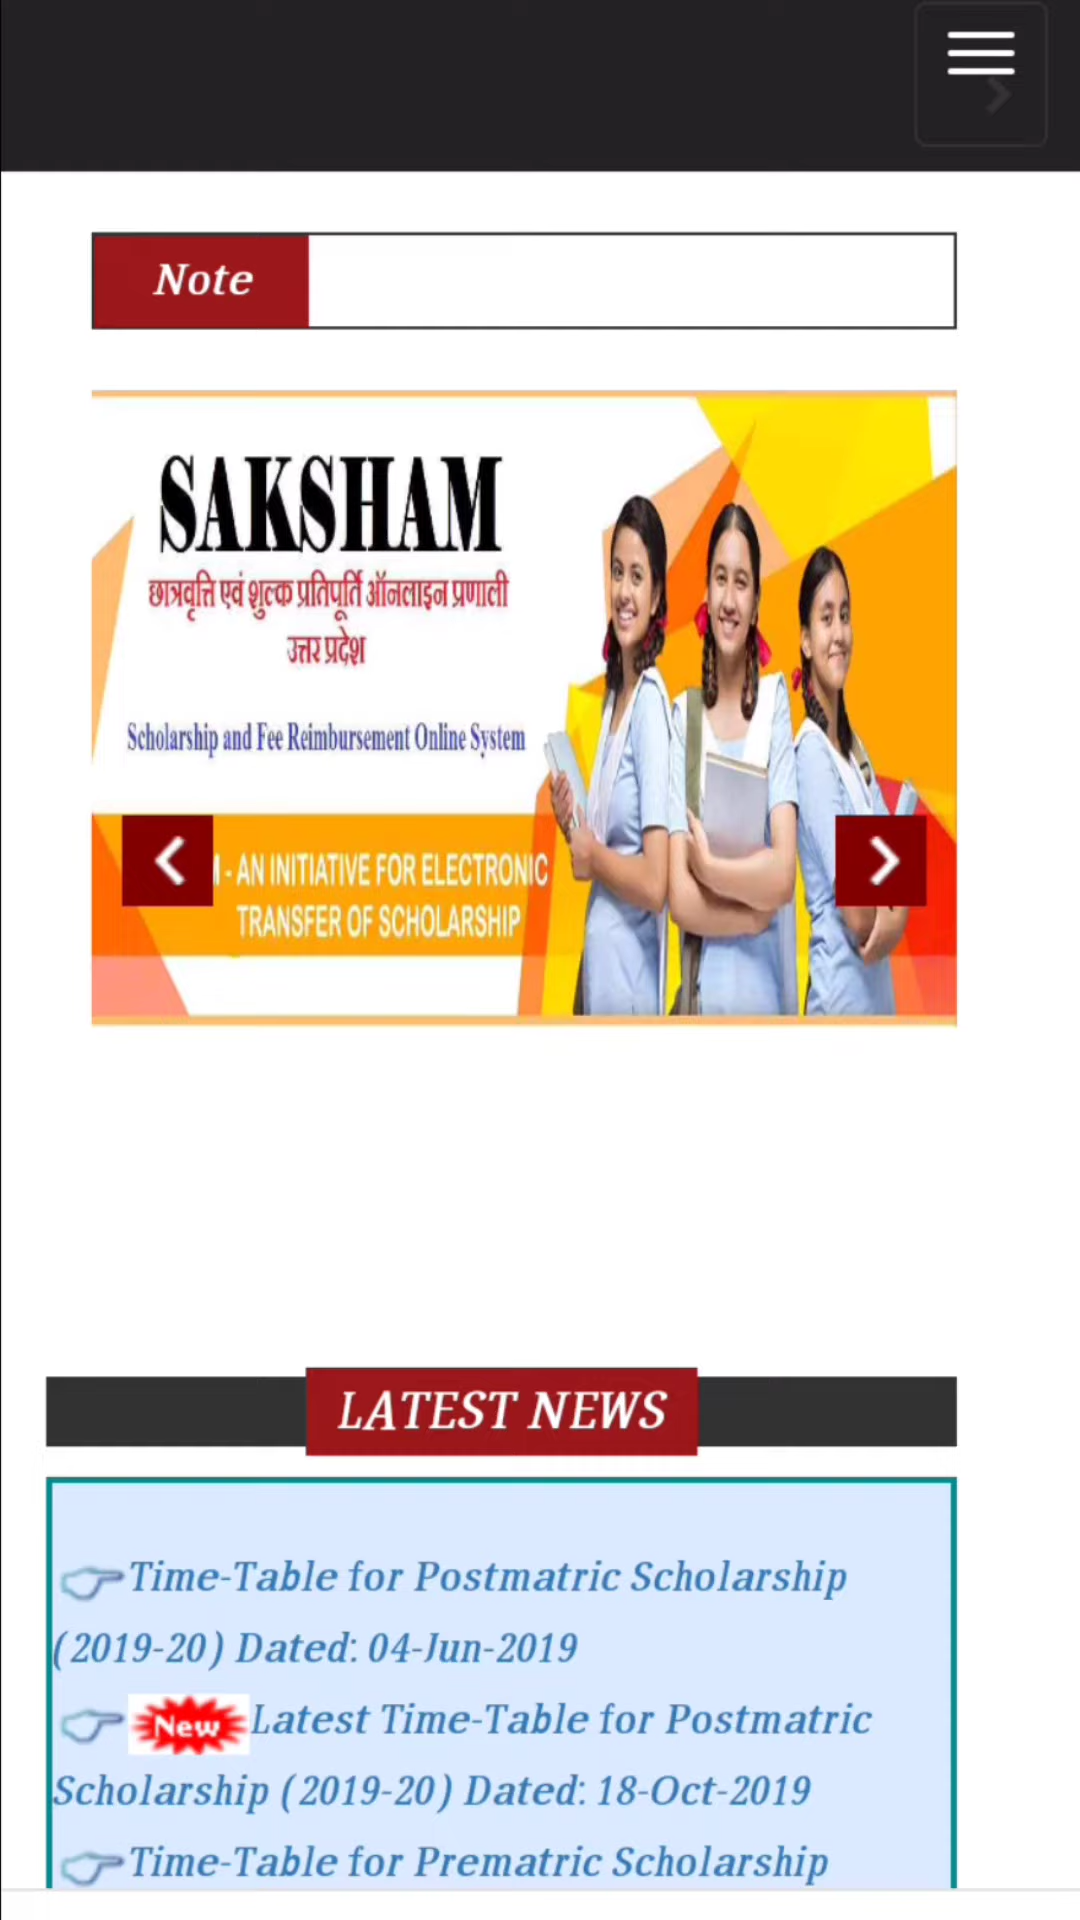 Note
SAKSHAM
छात्रवृत्ति एवं शुल्क प्रतिपूर्ति ऑनलाइन प्रणाली
उत्तर प्रदेश
Scholarship and Fee Reimbursement Online System
- AN INITIATIVE FOR ELECTRONIC
TRANSFER OF SCHOLARSHIP
LATEST NEWS
Time-Table for Postmatric Scholarship
(2019-20) Dated: 04-Jun-2019
New Latest Time-Table for Postmatric
Scholarship (2019-20) Dated: 18-Oct-2019
Time-Table for Prematric Scholarship